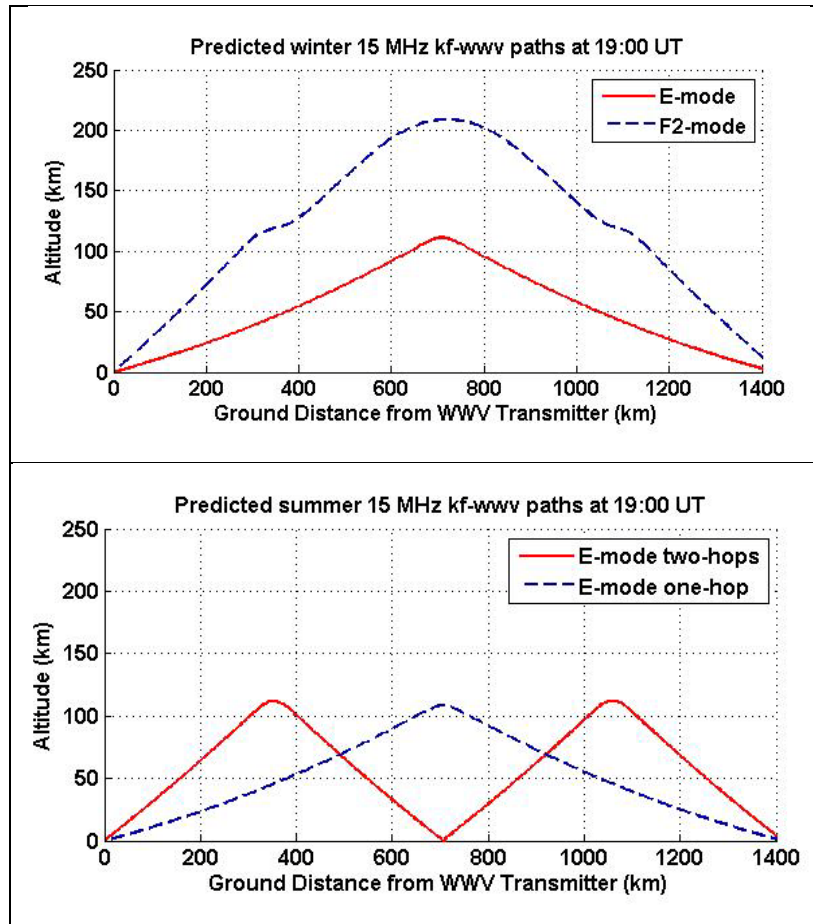 Predicted winter 15 MHz kf-wwv paths at 19:00 UT
250
200
150
100
50
0
Altitude (km)
E-mode
F2-mode
0 200 400 600 800 1000 1200 1400
Ground Distance from WWV Transmitter (km)
Predicted summer 15 MHz kf-wwv paths at 19:00 UT
250
200
150
100
50
0
Altitude (km)
E-mode two-hops
E-mode one-hop
0 200 400 600 800 1000 1200 1400
Ground Distance from WWV Transmitter (km)